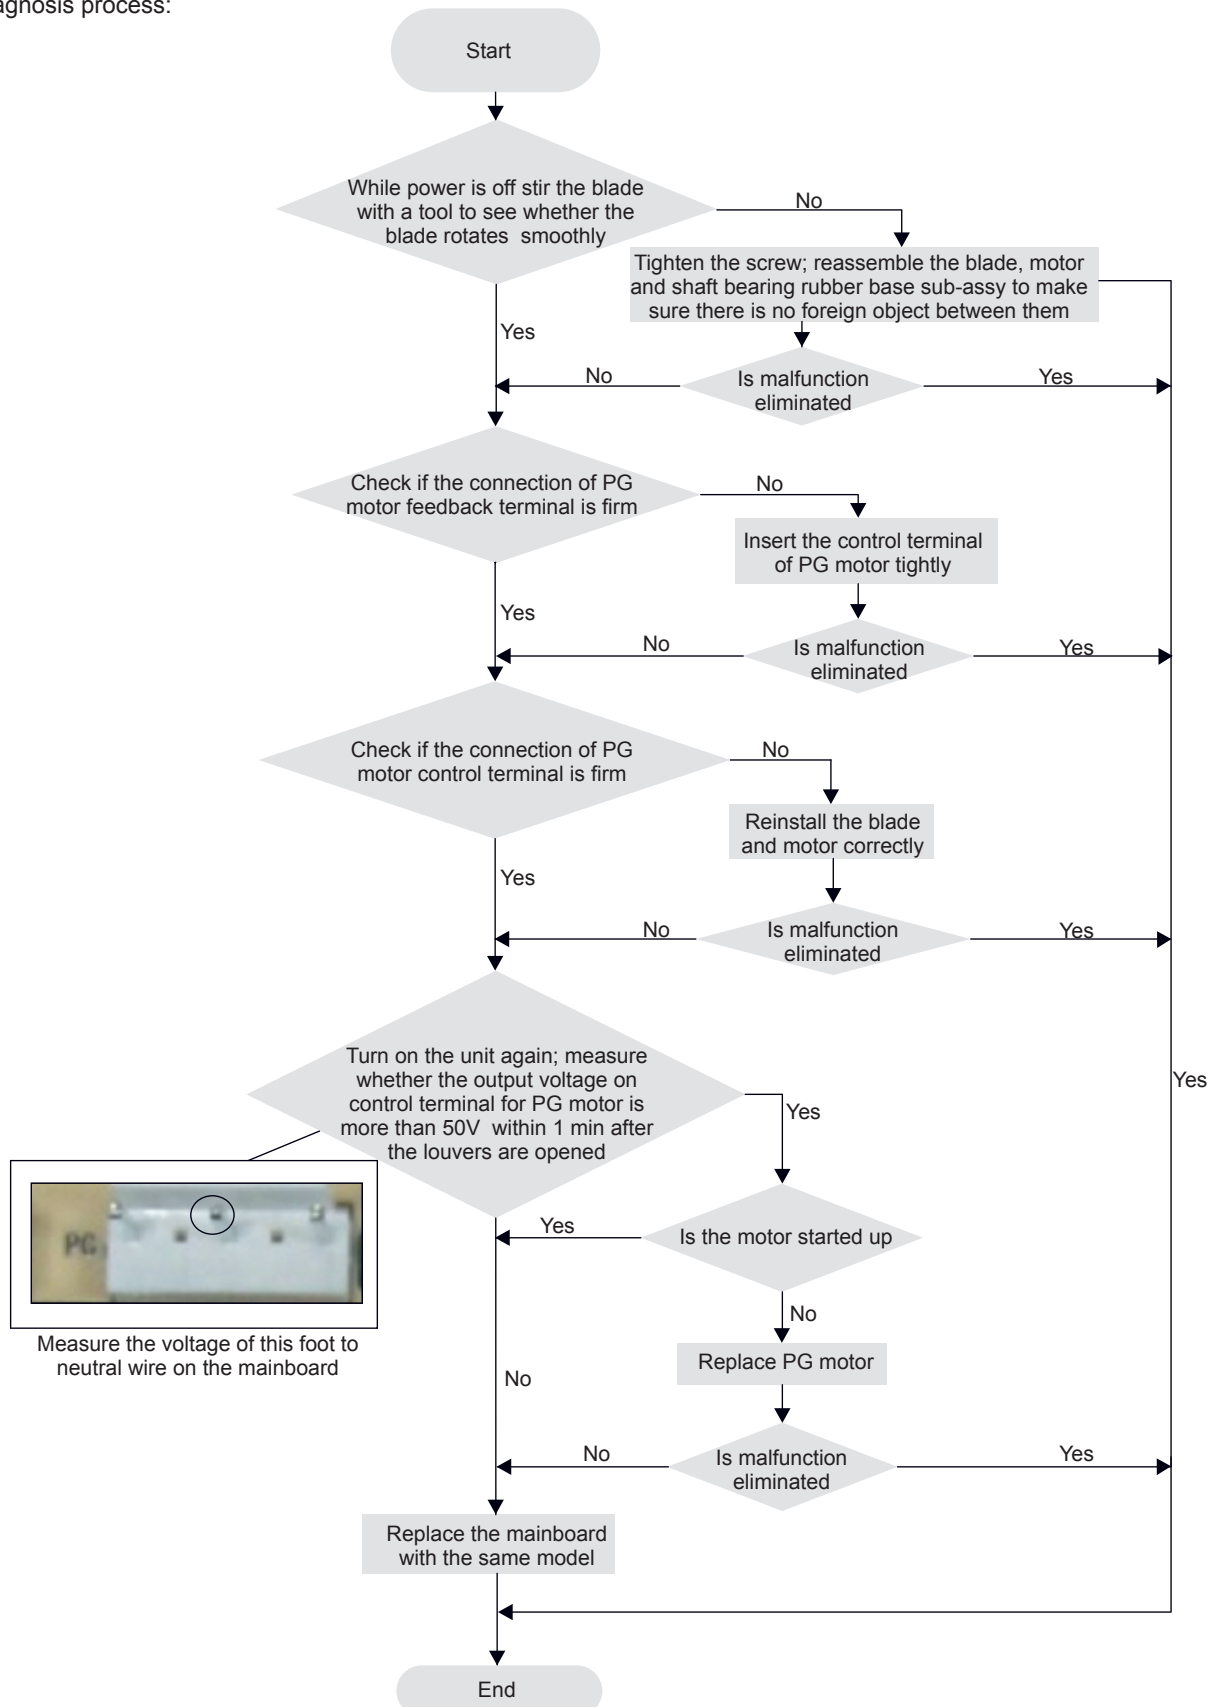 agnosis process:
Start
While power is off stir the blade
with a tool to see whether the
blade rotates smoothly
No
Tighten the screw; reassemble the blade, motor
and shaft bearing rubber base sub-assy to make
sure there is no foreign object between them
Yes
No
Is malfunction
eliminated
Yes
Check if the connection of PG
motor feedback terminal is firm
No
Insert the control terminal
of PG motor tightly
Yes
No
Is malfunction
eliminated
Yes
Check if the connection of PG
motor control terminal is firm
No
Reinstall the blade
and motor correctly
Yes
No
Is malfunction
eliminated
Yes
Turn on the unit again; measure
whether the output voltage on
control terminal for PG motor is
more than 50V within 1 min after
the louvers are opened
Yes
Yes
PG
Measure the voltage of this foot to
neutral wire on the mainboard
Yes
Is the motor started up
No
Replace PG motor
No
No
Is malfunction
eliminated
Yes
Replace the mainboard
with the same model
End